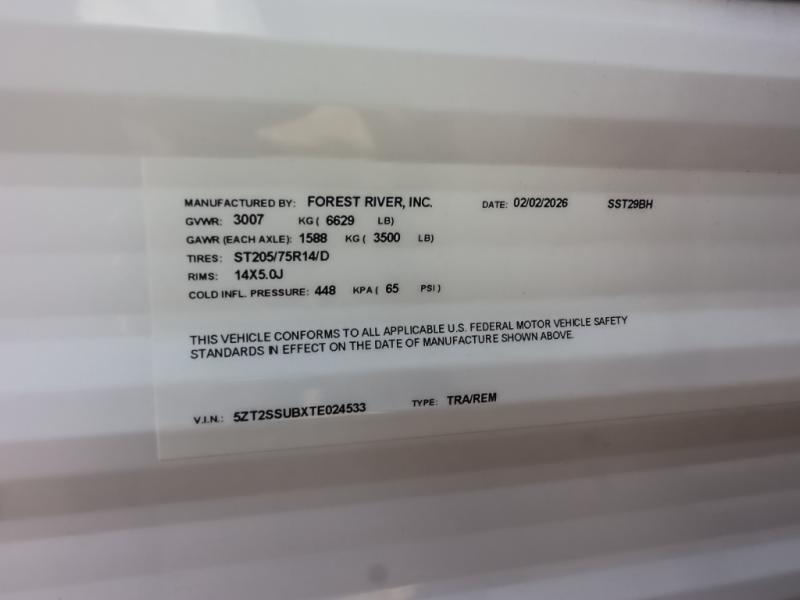 MANUFACTURED BY: FOREST RIVER, INC. DATE: 02/02/2026 SST29BH
GVWR: 3007 KG ( 6629 LB)
GAWR (EACH AXLE): 1588 KG ( 3500 LB)
TIRES: ST205/75R14/D
RIMS: 14X5.0J
COLD INFL. PRESSURE: 448 KPA ( 65 PSI )
THIS VEHICLE CONFORMS TO ALL APPLICABLE U.S. FEDERAL MOTOR VEHICLE SAFETY
STANDARDS IN EFFECT ON THE DATE OF MANUFACTURE SHOWN ABOVE.
V.I.N.: 5ZT2SSUBXTE024533 TYPE: TRA/REM